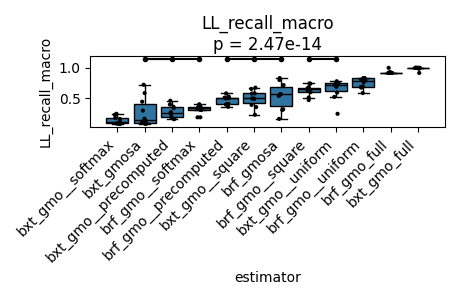 LL_recall_macro
p = 2.47e-14
LL_recall_macro
1.0
0.5
bxt_gmo__softmax
bxt_gmosa
bxt_gmo__precomputed
brf_gmo__softmax
brf_gmo__precomputed
bxt_gmo__square
brf_gmosa
brf_gmo__square
bxt_gmo__uniform
brf_gmo__uniform
brf_gmo_full
bxt_gmo_full
estimator